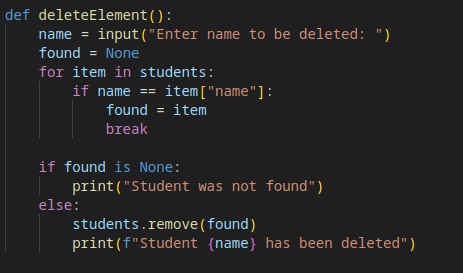 def deleteElement():
    name = input("Enter name to be deleted: ")
    found = None
    for item in students:
        if name == item["name"]:
            found = item
            break

    if found is None:
        print("Student was not found")
    else:
        students.remove(found)
        print(f"Student {name} has been deleted")